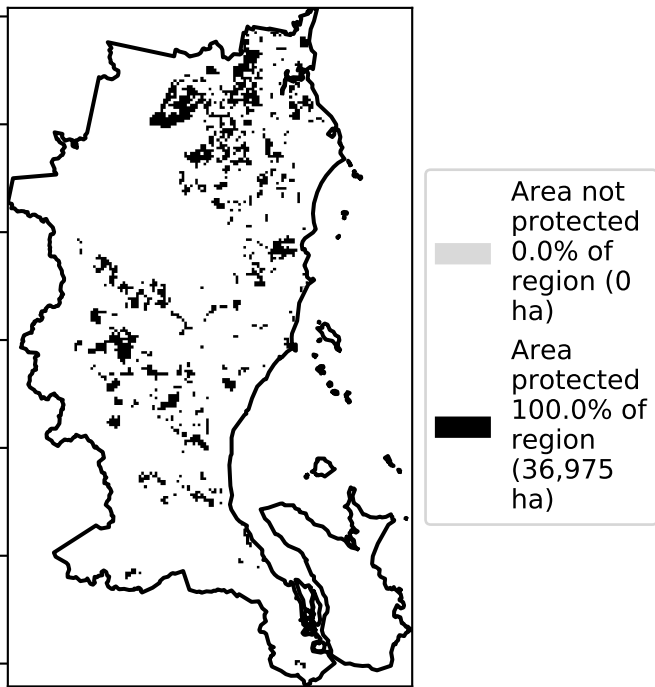 Area not
protected
0.0% of
region (0
ha)
Area
protected
100.0% of
region
(36,975
ha)